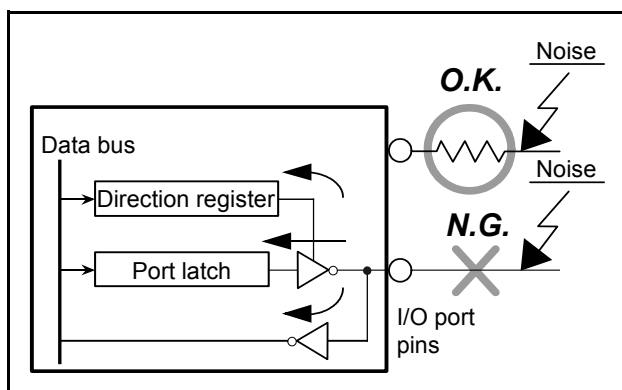 Noise
O.K.
Data bus
Direction register
Noise
N.G.
Port latch
I/O port
pins